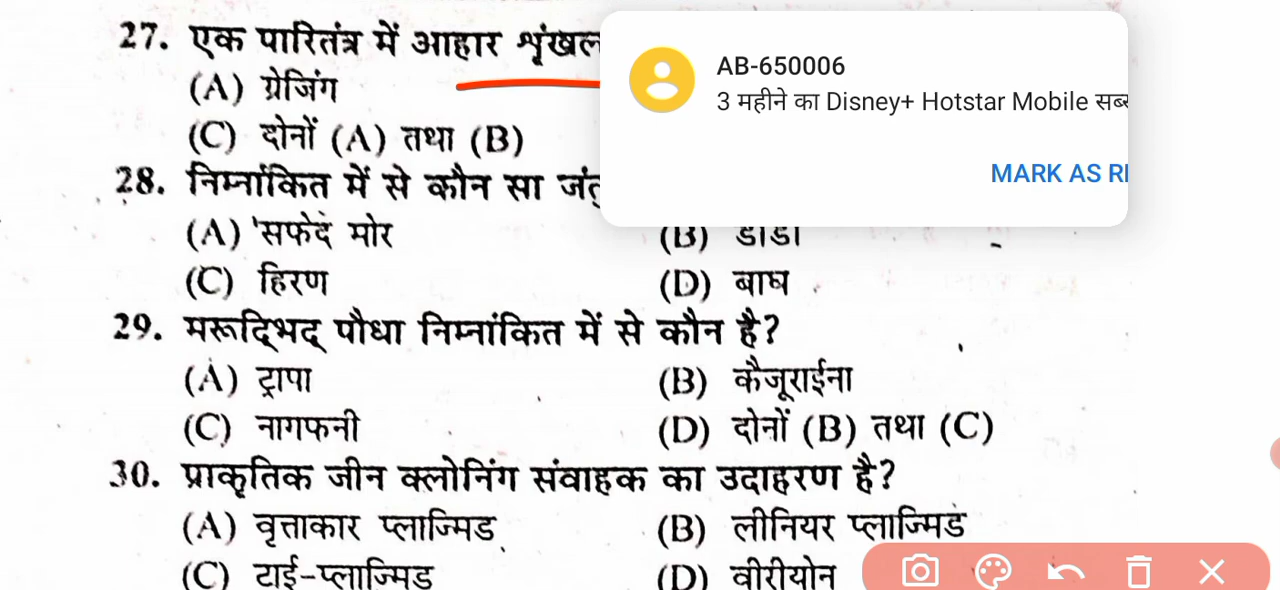 27. एक पारितंत्र में आहार
AB-650006
3 महीने का Disney+ Hotstar Mobile
(A) ग्रेजिंग
MARK AS
(C) दोनों (A) तथा (B)
28. निम्नांकित में से कौन सा
(A) 'सफेद मोर
(B) डोडो
(C) हिरण
(D) बाघ
29. मरूद्भिद् पौधा निम्नांकित में से कौन है?
(A) ट्रापा
(B) कैजूराईना
(C) नागफनी
(D) दोनों (B) तथा (C)
30. प्राकृतिक जीन क्लोनिंग संवाहक का उदाहरण है?
(A) वृत्ताकार प्लाज्मिड
(B) लीनियर प्लाज्मिड
(C) टाई-प्लाज्मिड
(D) वीरीयोन